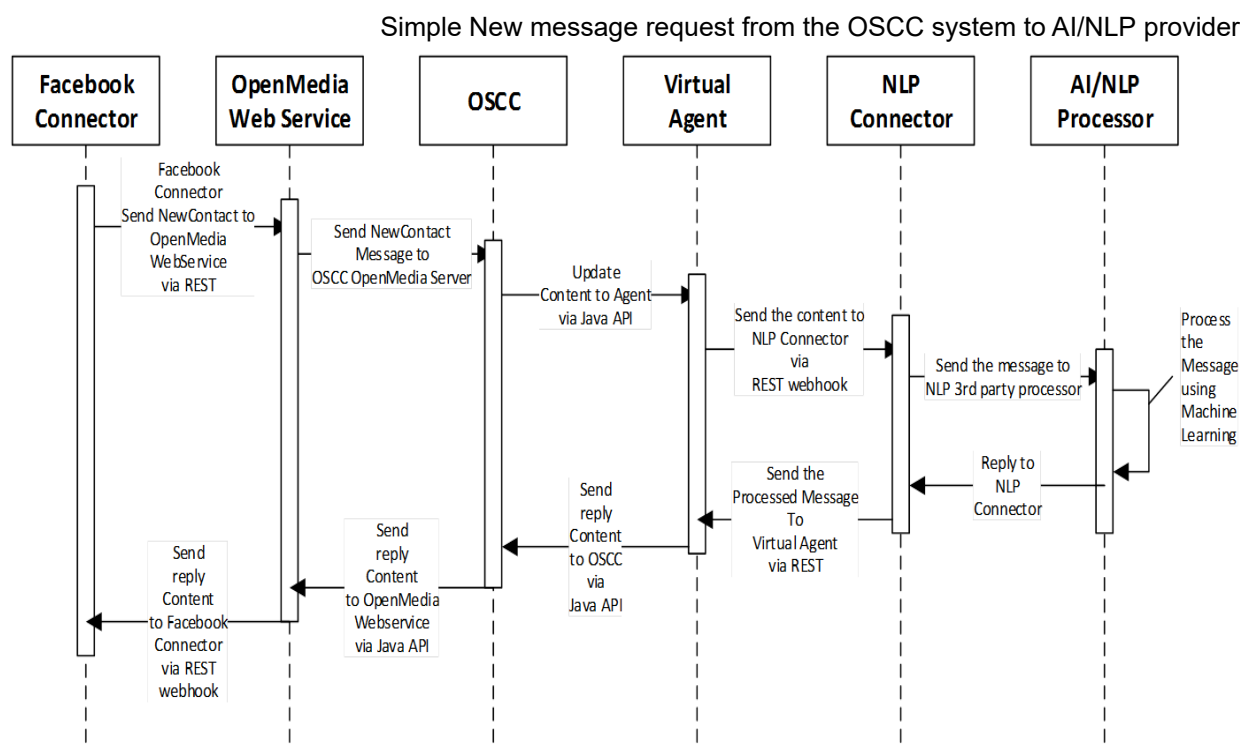 Simple New message request from the OSCC system to AI/NLP provider
Facebook
Connector
OpenMedia
Web Service
OSCC
Virtual
Agent
NLP
Connector
AI/NLP
Processor
Facebook
Connector
Send NewContact to
OpenMedia
WebService
via REST
Send NewContact
Message to
OSCC OpenMedia Server
Update
Content to Agent
via Java API
Send the content to
NLP Connector
via
REST webhook
Send the message to
NLP 3rd party processor
Process
the
Message
using
Machine
Learning
Reply to
NLP
Connector
Send the
Processed Message
To
Virtual Agent
via REST
Send
reply
Content
to OSCC
via
Java API
Send
reply
Content
to OpenMedia
Webservice
via Java API
Send
reply
Content
to Facebook
Connector
via REST
webhook